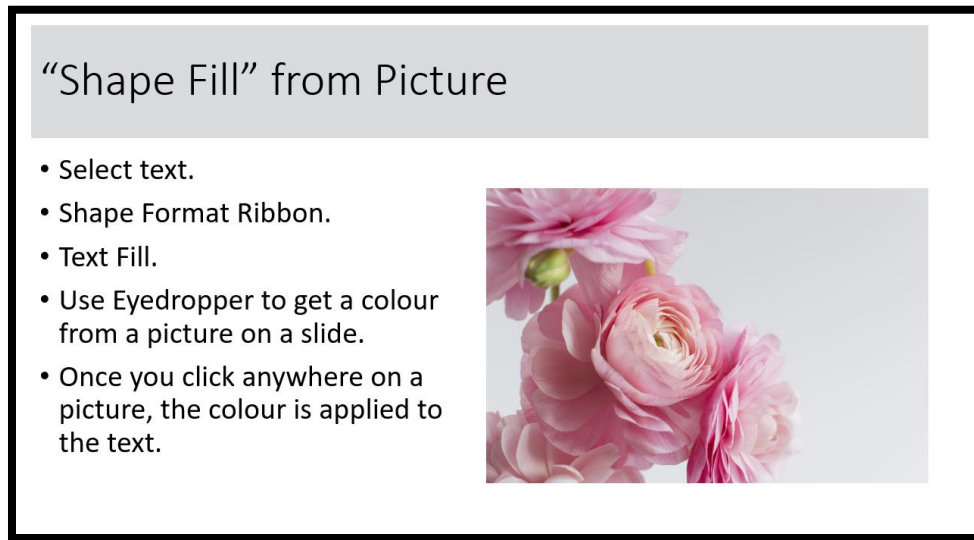 “Shape Fill” from Picture
• Select text.
• Shape Format Ribbon.
• Text Fill.
• Use Eyedropper to get a colour
from a picture on a slide.
• Once you click anywhere on a
picture, the colour is applied to
the text.